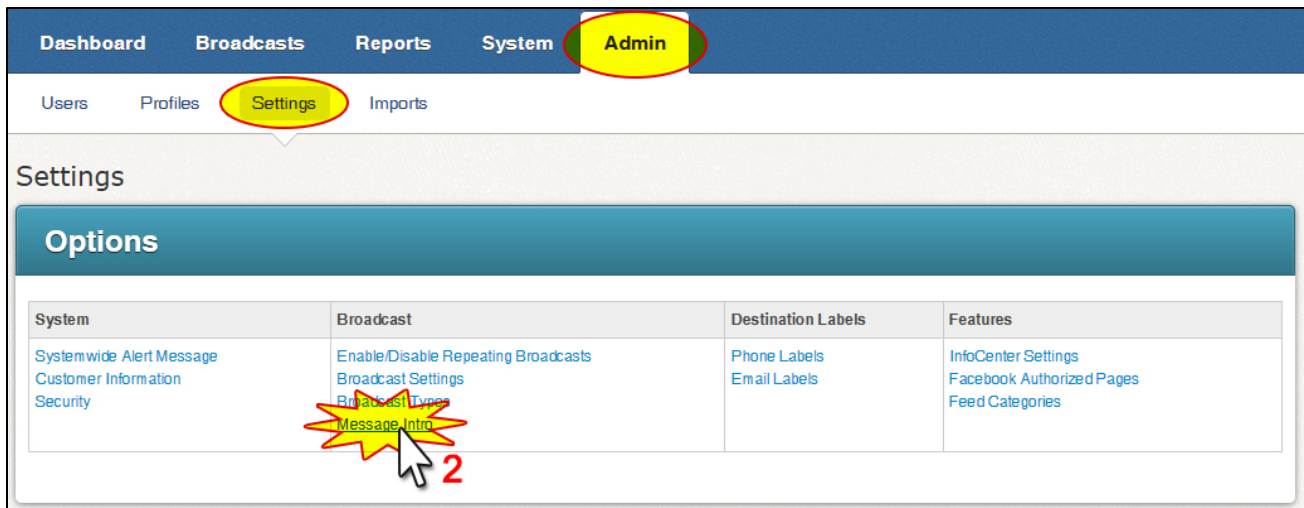 Dashboard Broadcasts Reports System Admin
Users Profiles Settings Imports
Settings
Options
System Broadcast Destination Labels Features
Systemwide Alert Message Enable/Disable Repeating Broadcasts Phone Labels InfoCenter Settings
Customer Information Broadcast Settings Email Labels Facebook Authorized Pages
Security Broadcast Types Feed Categories
Message Intro
2